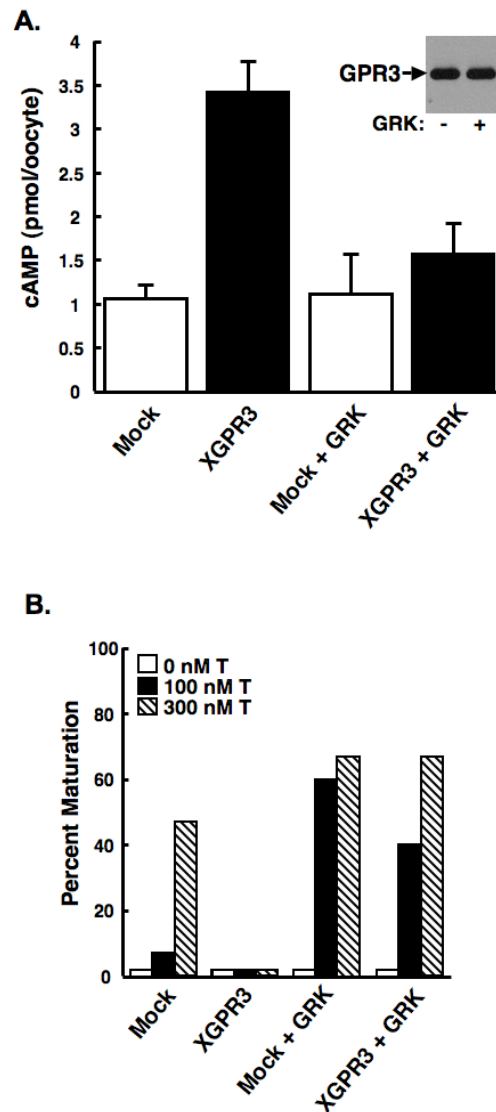 A.
cAMP (pmol/oocyte)
4
3.5
3
2.5
2
1.5
1
0.5
0
GPR3
GRK: - +
Mock
XGPR3
Mock + GRK
XGPR3 + GRK
B.
Percent Maturation
100
80
60
40
20
0
0 nM T
100 nM T
300 nM T
Mock
XGPR3
Mock + GRK
XGPR3 + GRK